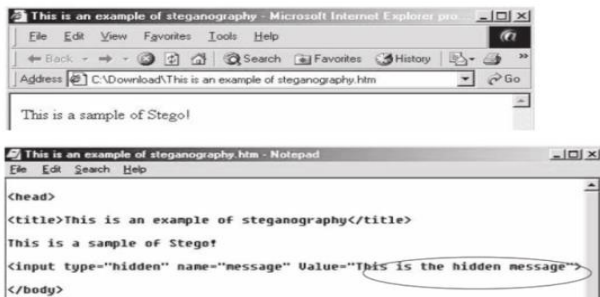 This is an example of steganography - Microsoft Internet Explorer pro...
File Edit View Favorites Tools Help
Back Search Favorites History »
Address C:\Download\This is an example of steganography.htm Go
This is a sample of Stego!
This is an example of steganography.htm - Notepad
File Edit Search Help
<head>
<title>This is an example of steganography</title>
This is a sample of Stego!
<input type="hidden" name="message" Value="This is the hidden message">
</body>